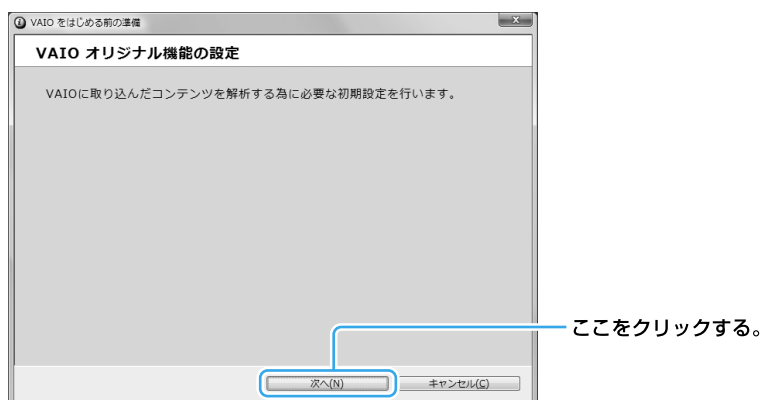 VAIO をはじめる前の準備
VAIO オリジナル機能の設定
VAIOに取り込んだコンテンツを解析する為に必要な初期設定を行います。
ここをクリックする。
次へ(N)
キャンセル(C)